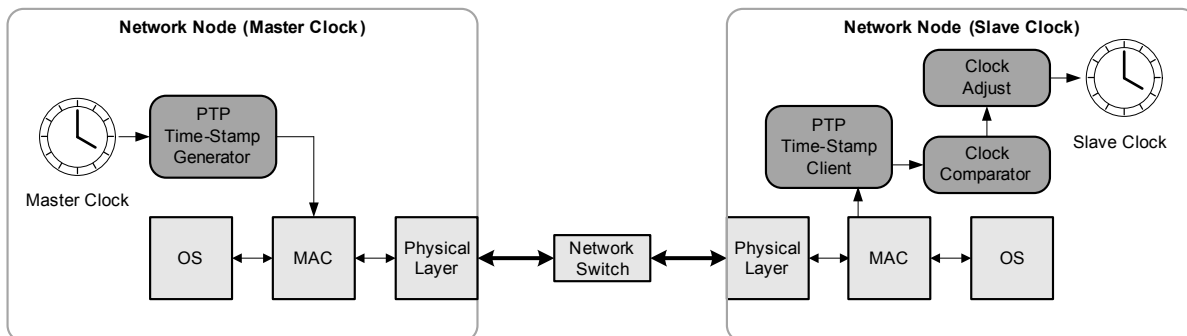 Network Node (Master Clock)
PTP
Time-Stamp
Generator
Master Clock
OS
MAC
Physical
Layer
Network
Switch
Network Node (Slave Clock)
Clock
Adjust
PTP
Time-Stamp
Client
Clock
Comparator
Slave Clock
Physical
Layer
MAC
OS